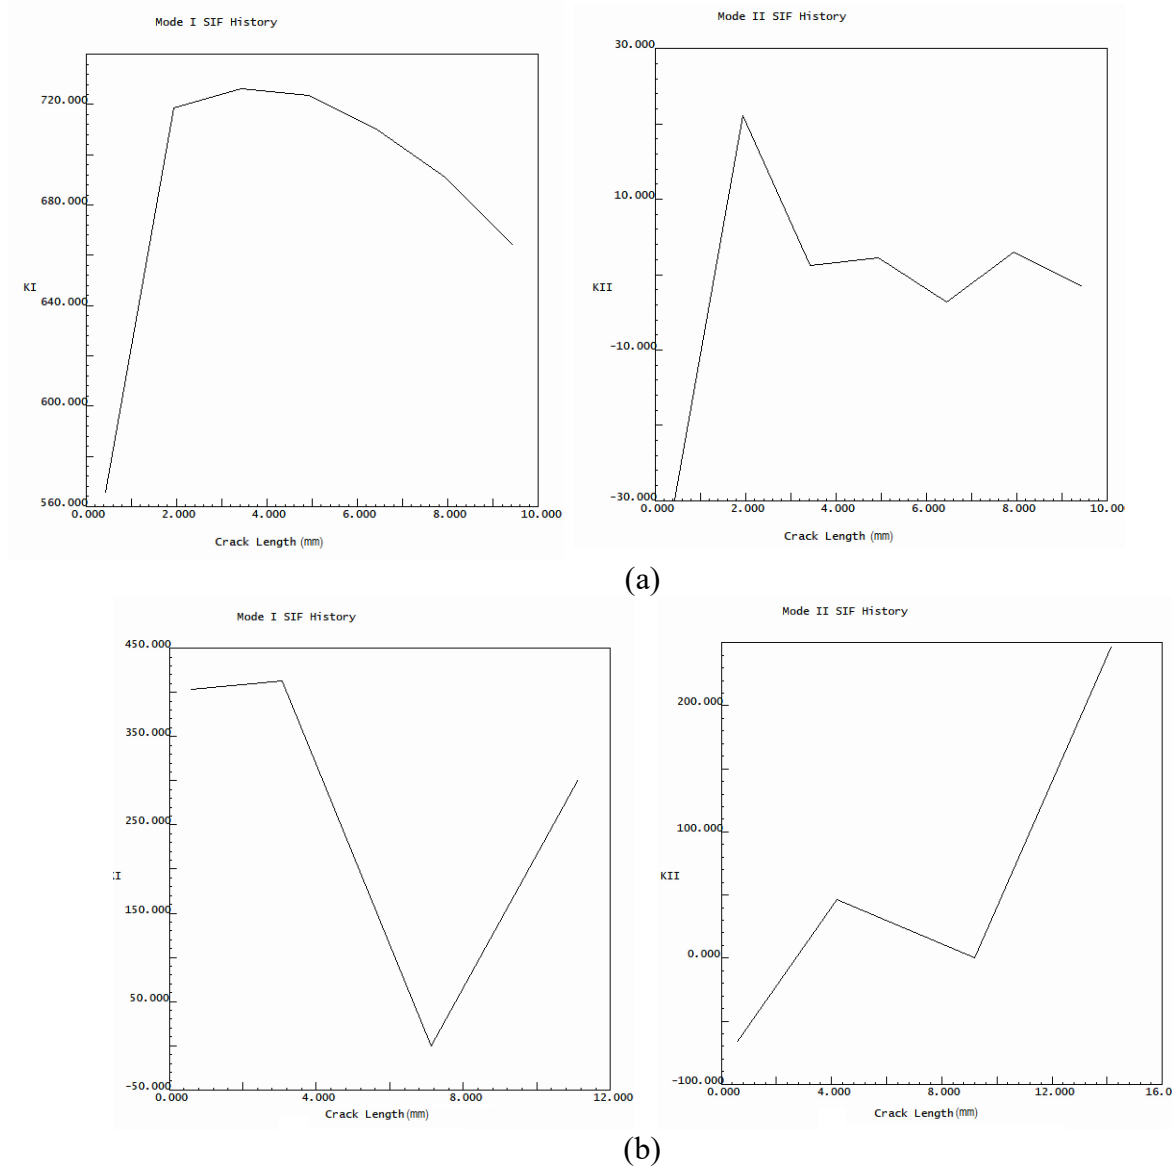 Mode I SIF History
720.000
680.000
KI
640.000
600.000
560.000
0.000 2.000 4.000 6.000 8.000 10.000
Crack Length (mm)
Mode II SIF History
30.000
10.000
KII
-10.000
-30.000
0.000 2.000 4.000 6.000 8.000 10.00
Crack Length (mm)
(a)
Mode I SIF History
450.000
350.000
250.000
KI
150.000
50.000
-50.000
0.000 4.000 8.000 12.000
Crack Length (mm)
Mode II SIF History
200.000
100.000
KII
0.000
-100.000
0.000 4.000 8.000 12.000 16.0
Crack Length (mm)
(b)